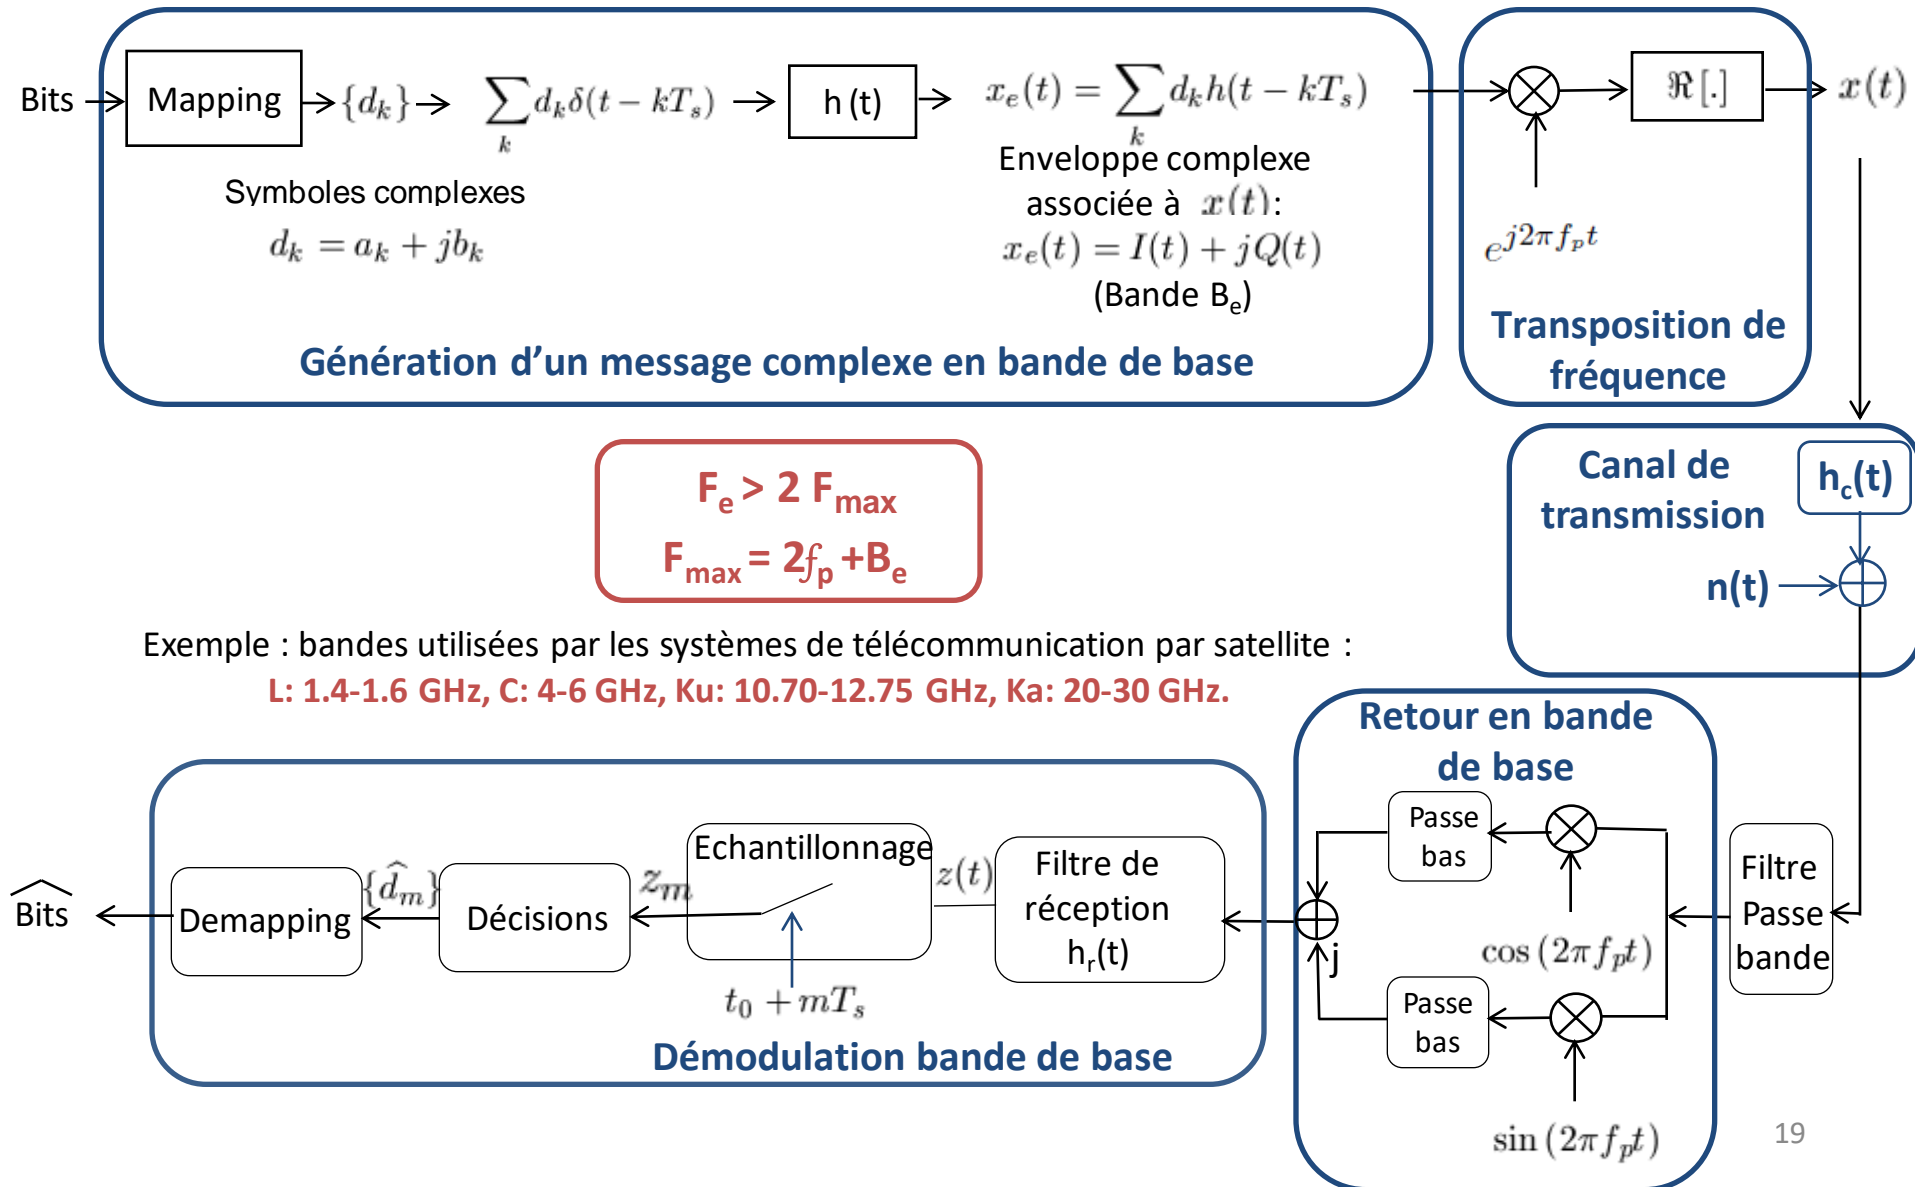 Bits
Mapping
{d_k}
∑_k d_k δ(t − kT_s)
h (t)
x_e(t) = ∑_k d_k h(t − kT_s)
ℜ [.]
x(t)
Symboles complexes
d_k = a_k + jb_k
Enveloppe complexe
associée à x(t):
x_e(t) = I(t) + jQ(t)
(Bande B_e)
e^{j2πf_p t}
Génération d’un message complexe en bande de base
Transposition de
fréquence
F_e > 2 F_max
F_max = 2f_p +B_e
Canal de
transmission
h_c(t)
n(t)
Exemple : bandes utilisées par les systèmes de télécommunication par satellite :
L: 1.4-1.6 GHz, C: 4-6 GHz, Ku: 10.70-12.75 GHz, Ka: 20-30 GHz.
Retour en bande
de base
Passe
bas
cos (2πf_p t)
Filtre
Passe
bande
j
Passe
bas
sin (2πf_p t)
Filtre de
réception
h_r(t)
z(t)
Echantillonnage
t_0 + mT_s
z_m
Décisions
{\widehat{d}_m}
Demapping
\widehat{Bits}
Démodulation bande de base
19